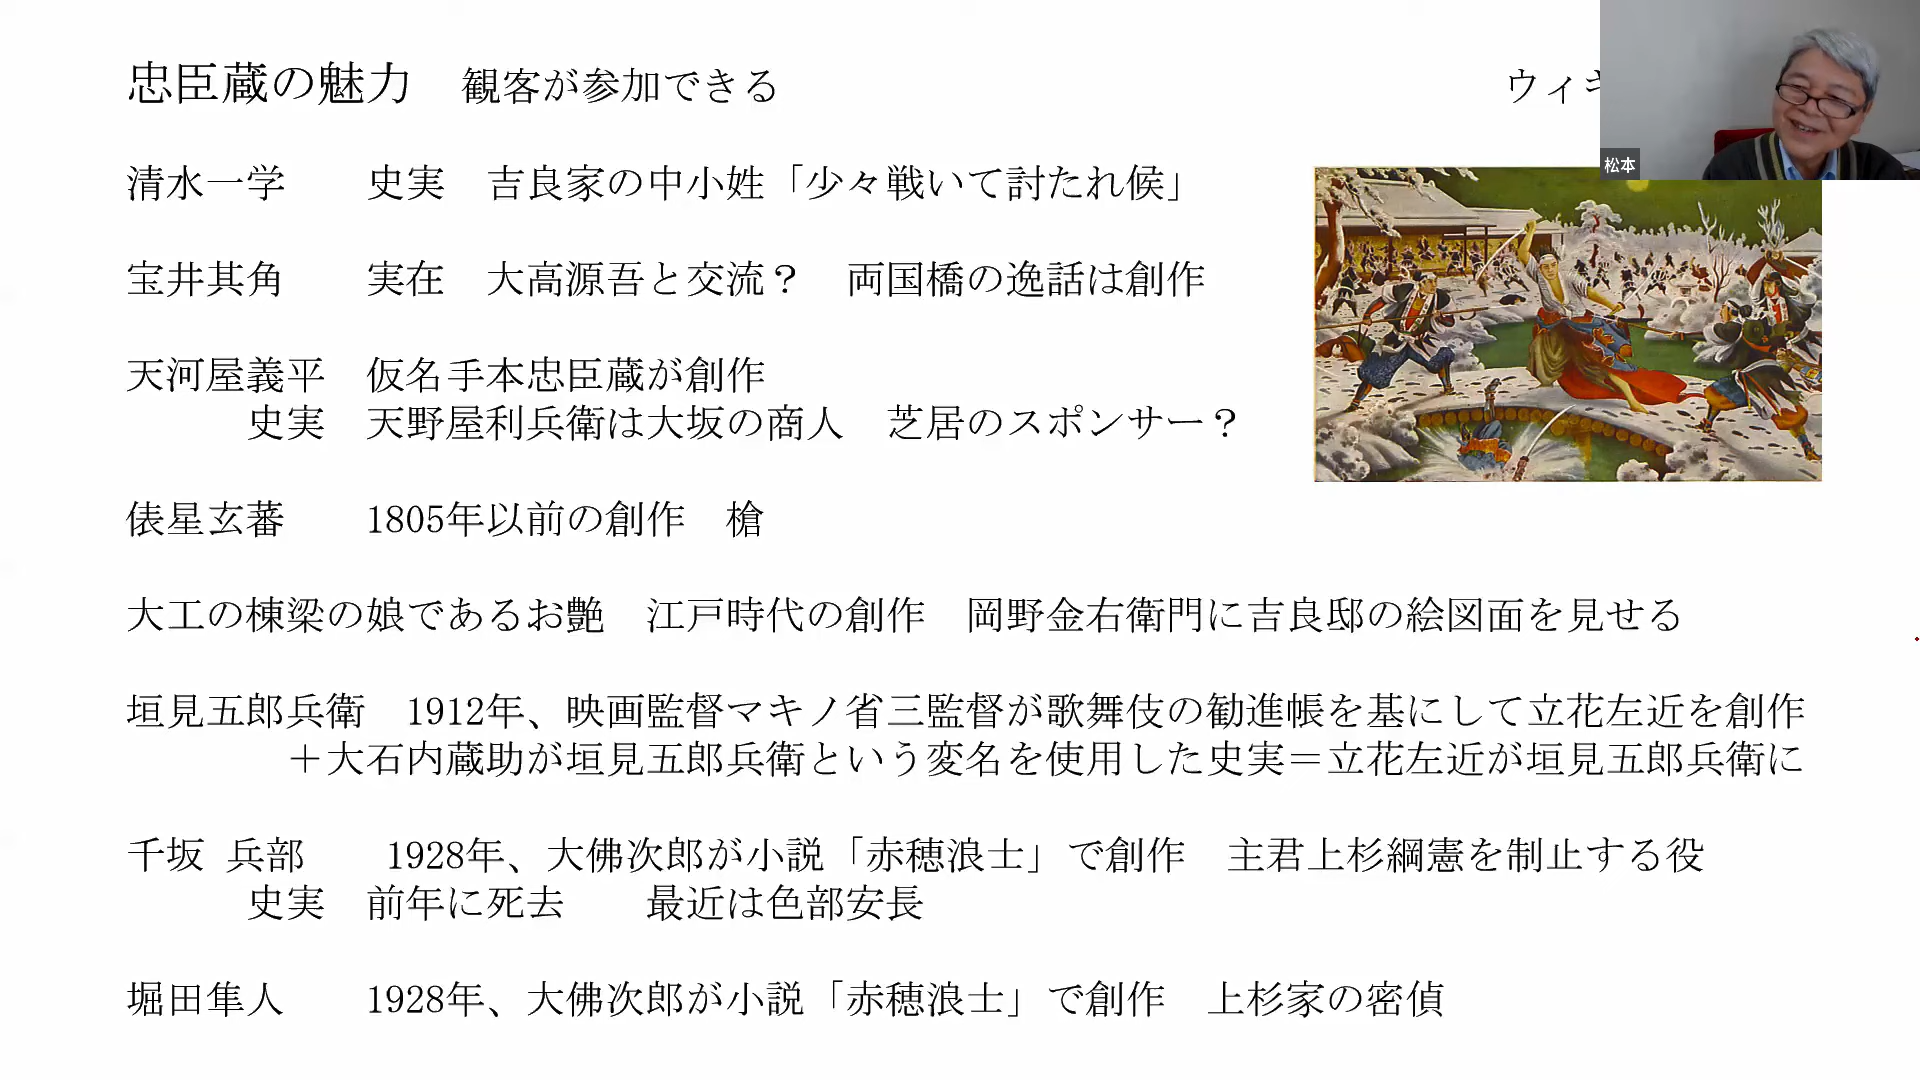 忠臣蔵の魅力　観客が参加できる
ウィキ
松本
清水一学　　史実　吉良家の中小姓「少々戦いて討たれ候」
宝井其角　　実在　大高源吾と交流？　両国橋の逸話は創作
天河屋義平　仮名手本忠臣蔵が創作
史実　天野屋利兵衛は大坂の商人　芝居のスポンサー？
俵星玄蕃　　1805年以前の創作　槍
大工の棟梁の娘であるお艶　江戸時代の創作　岡野金右衛門に吉良邸の絵図面を見せる
垣見五郎兵衛　1912年、映画監督マキノ省三監督が歌舞伎の勧進帳を基にして立花左近を創作
＋大石内蔵助が垣見五郎兵衛という変名を使用した史実＝立花左近が垣見五郎兵衛に
千坂 兵部　　1928年、大佛次郎が小説「赤穂浪士」で創作　主君上杉綱憲を制止する役
史実　前年に死去　　最近は色部安長
堀田隼人　　1928年、大佛次郎が小説「赤穂浪士」で創作　上杉家の密偵